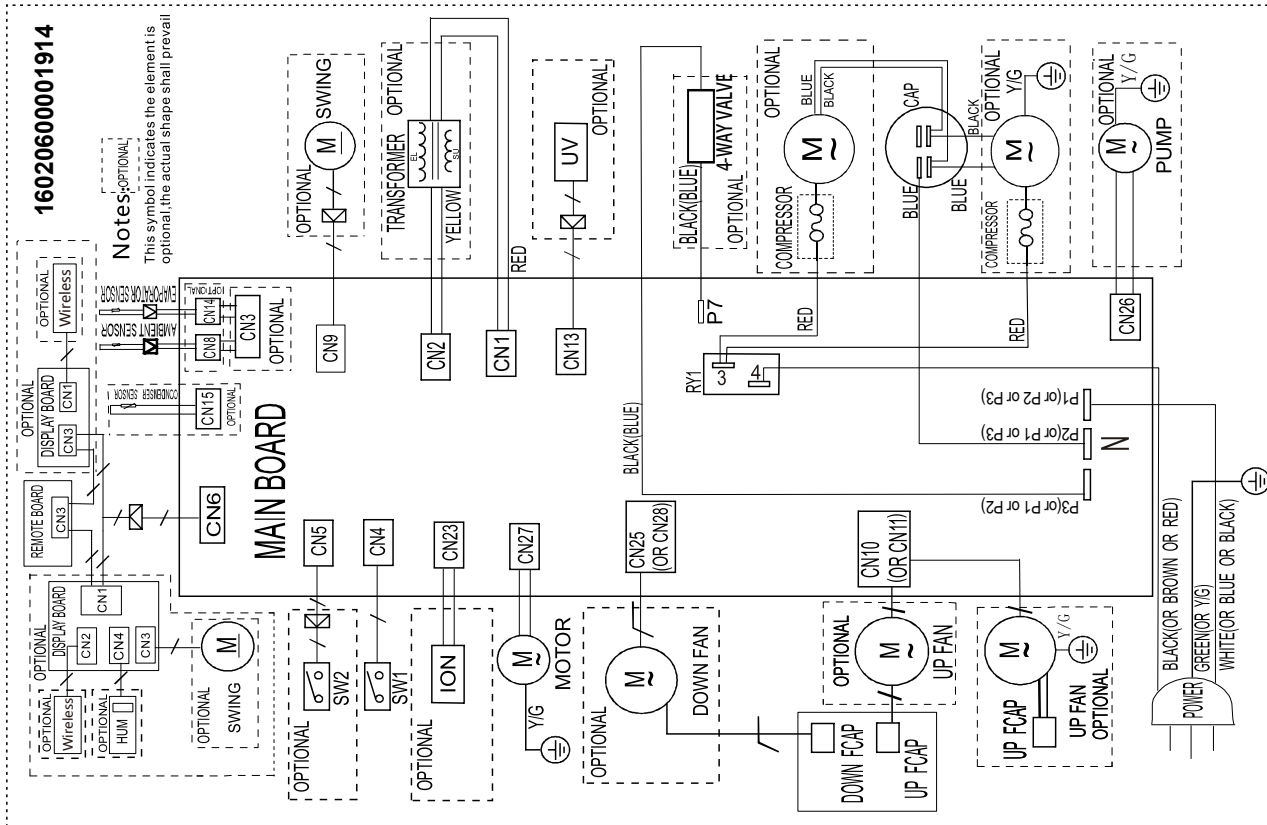 16020600001914
Notes:
OPTIONAL
This symbol indicates the element is
optional,the actual shape shall prevail
OPTIONAL
Wireless
EVAPORATOR SENSOR
AMBIENT SENSOR
OPTIONAL
CN14
CN8
CN3
OPTIONAL
OPTIONAL
DISPLAY BOARD
CN1
CN3
CONDENSER SENSOR
CN15
OPTIONAL
REMOTE BOARD
CN3
CN6
MAIN BOARD
OPTIONAL
DISPLAY BOARD
CN1
CN2
CN4
CN3
OPTIONAL
Wireless
OPTIONAL
HUM
OPTIONAL
M
SWING
OPTIONAL
M
SWING
CN9
TRANSFORMER
OPTIONAL
EL
SU
YELLOW
RED
CN2
CN1
OPTIONAL
UV
CN13
BLACK(BLUE)
4-WAY VALVE
OPTIONAL
P7
OPTIONAL
COMPRESSOR
M
~
BLUE
BLACK
CAP
BLUE
BLUE
BLACK
RED
OPTIONAL
Y/G
COMPRESSOR
M
~
RED
OPTIONAL
Y/G
M
~
PUMP
CN26
RY1
3
4
BLACK(BLUE)
P1(or P2 or P3)
P2(or P1 or P3)
P3(or P1 or P2)
N
CN5
SW2
OPTIONAL
CN4
SW1
CN23
ION
OPTIONAL
CN27
M
~
MOTOR
Y/G
CN25
(OR CN28)
M
~
DOWN FAN
OPTIONAL
DOWN FCAP
UP FCAP
CN10
(OR CN11)
OPTIONAL
M
~
UP FAN
M
~
Y/G
UP FCAP
UP FAN
OPTIONAL
BLACK(OR BROWN OR RED)
GREEN(OR Y/G)
WHITE(OR BLUE OR BLACK)
POWER